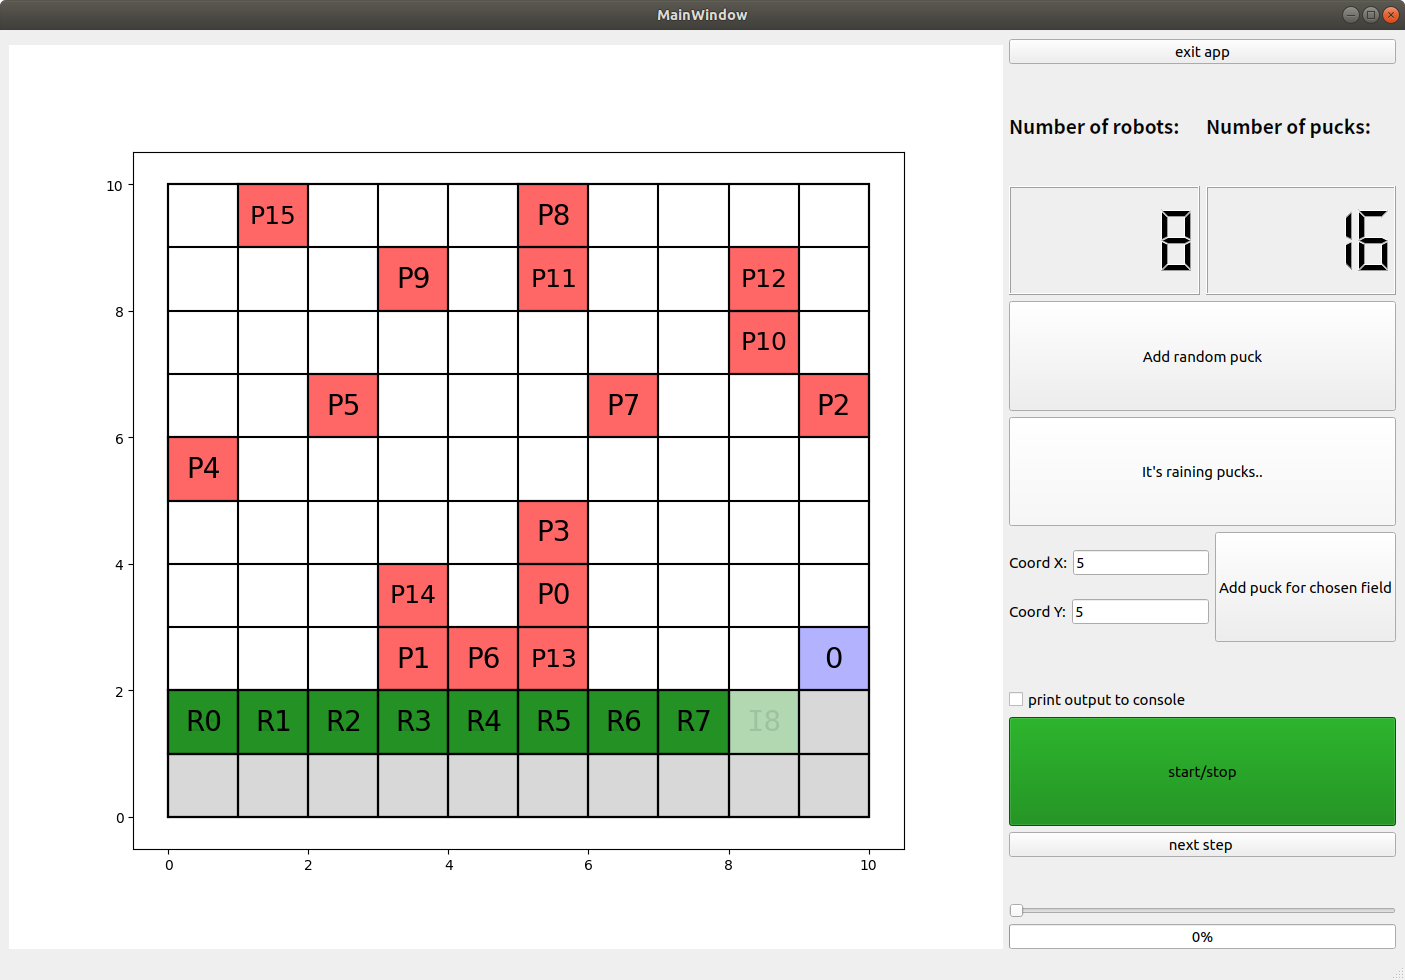 MainWindow
exit app
Number of robots: Number of pucks:
8 16
Add random puck
It's raining pucks..
Coord X: 5
Coord Y: 5
Add puck for chosen field
print output to console
start/stop
next step
0%
10
P15 P8
P9 P11 P12
8
P10
P5 P7 P2
6
P4
P3
4
P14 P0
P1 P6 P13 0
2
R0 R1 R2 R3 R4 R5 R6 R7 I8
0
0 2 4 6 8 10